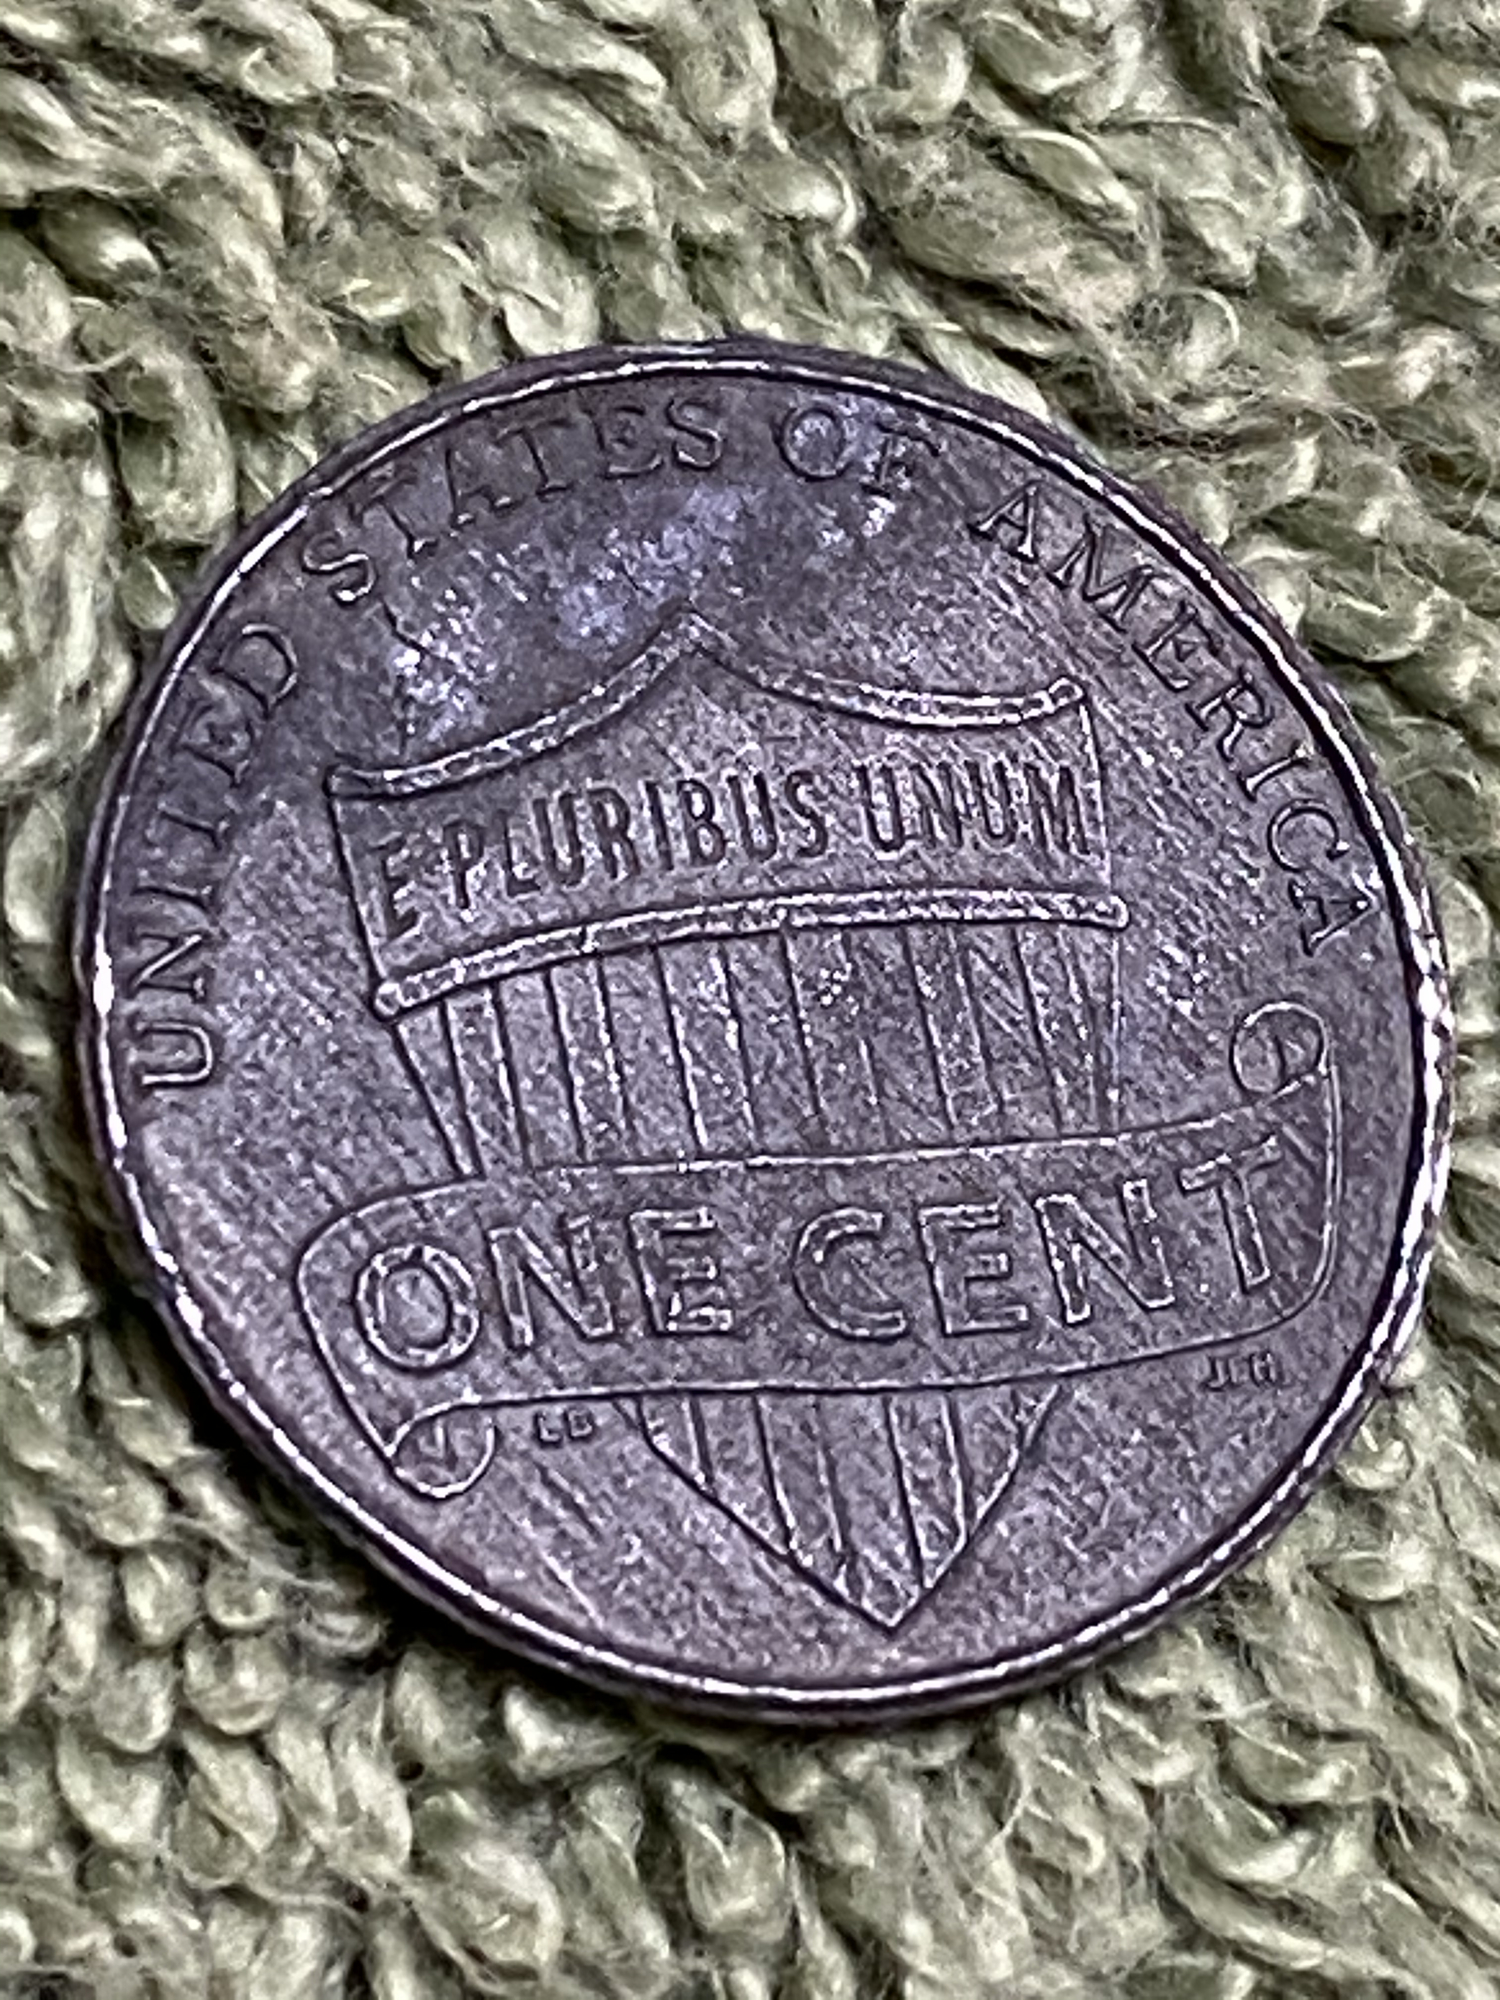 UNITED STATES OF AMERICA
E PLURIBUS UNUM
ONE CENT
LB
JFM